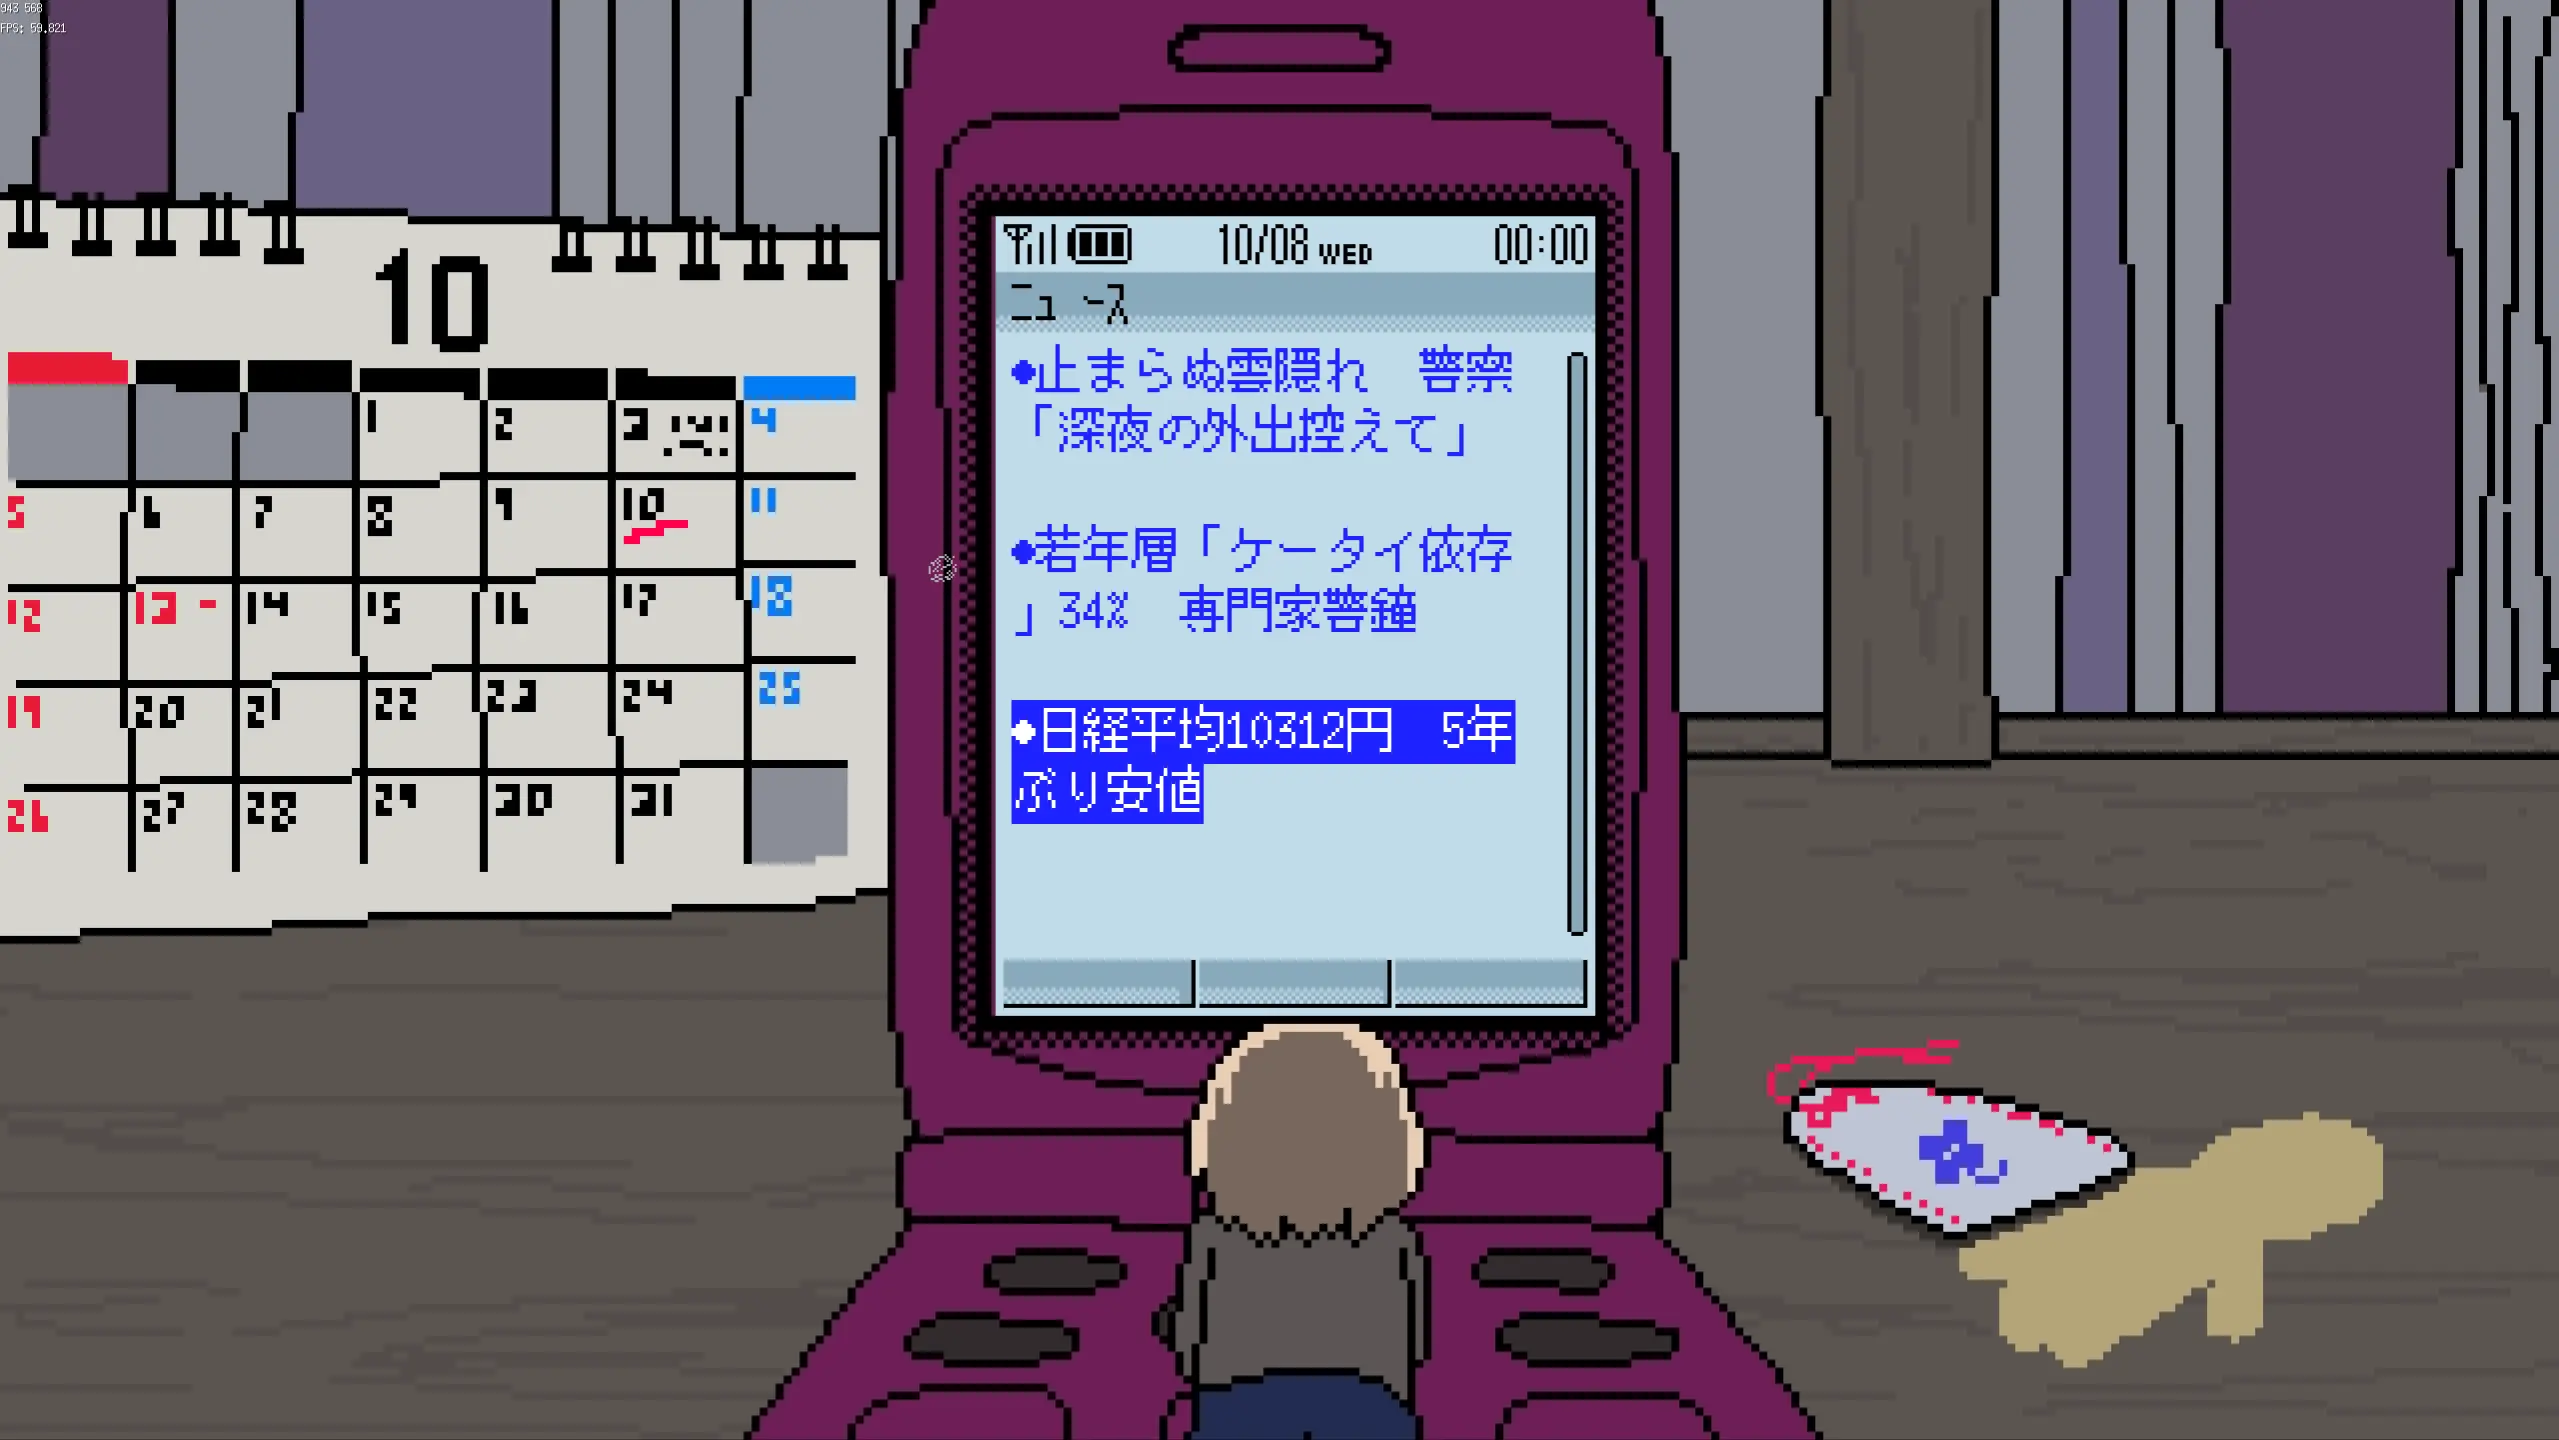 943 568
FPS: 59.821
10
1 2 3 4
5 6 7 8 9 10 11
12 13 14 15 16 17 18
19 20 21 22 23 24 25
26 27 28 29 30 31
10/08 WED 00:00
ニュース
●止まらぬ雲隠れ　警察
「深夜の外出控えて」
●若年層「ケータイ依存
」34%　専門家警鐘
●日経平均10312円　5年
ぶり安値